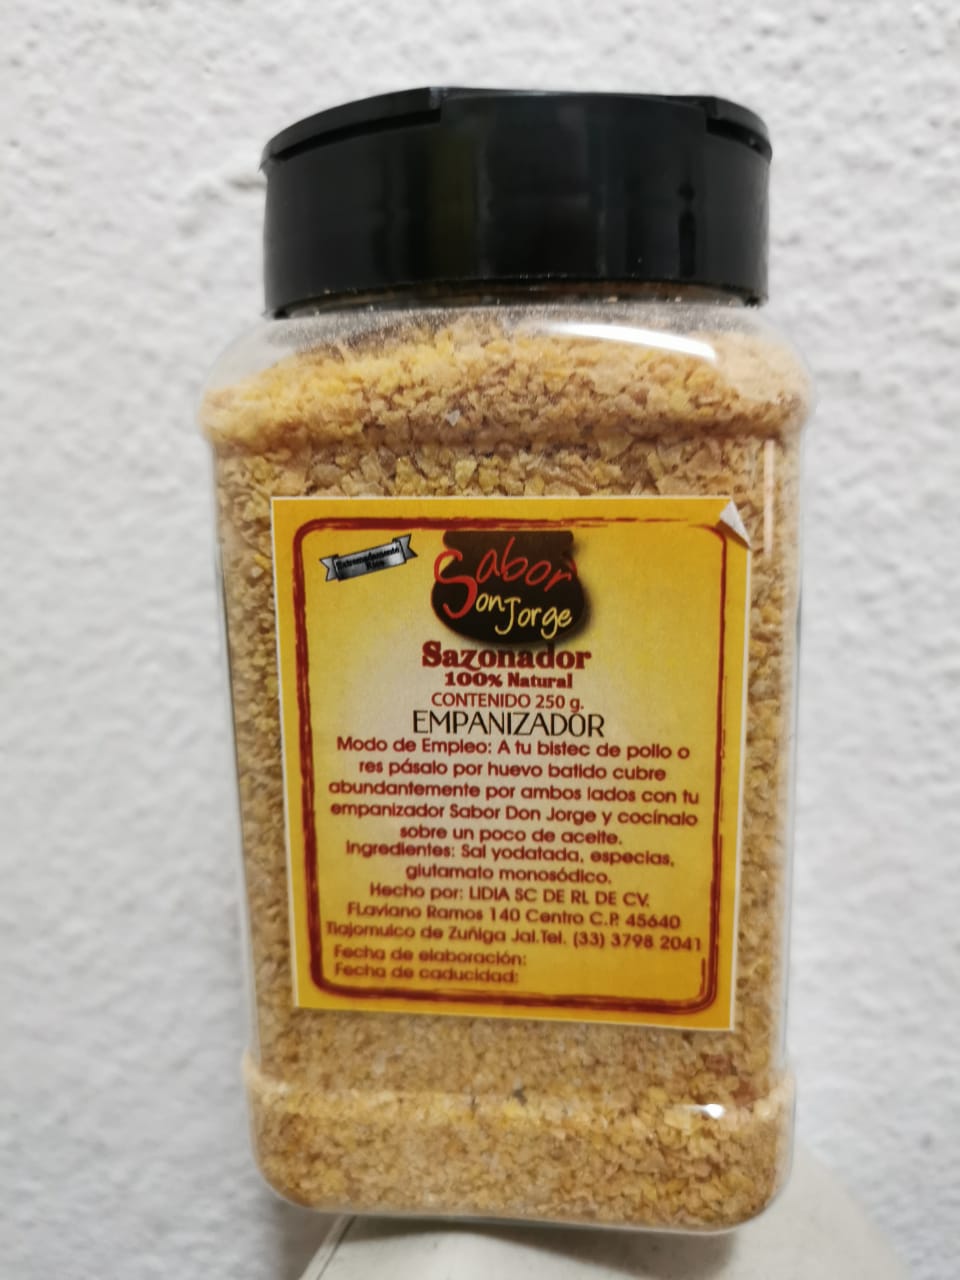 Extremadamente
Rico
Sabor
Don Jorge
Sazonador
100% Natural
CONTENIDO 250 g.
EMPANIZADOR
Modo de Empleo: A tu bistec de pollo o
res pásalo por huevo batido cubre
abundantemente por ambos lados con tu
empanizador Sabor Don Jorge y cocínalo
sobre un poco de aceite.
Ingredientes: Sal yodatada, especias,
glutamato monosódico.
Hecho por: LIDIA SC DE RL DE CV.
FLaviano Ramos 140 Centro C.P. 45640
Tlajomulco de Zuñiga Jal.Tel. (33) 3798 2041
Fecha de elaboración:
Fecha de caducidad: